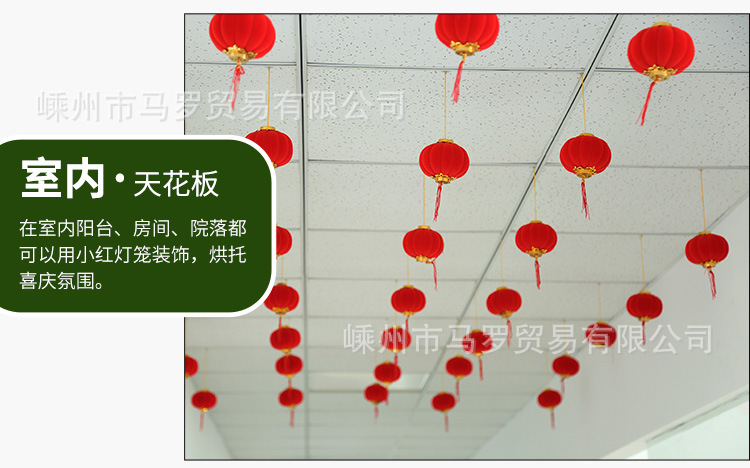 嵊州市马罗贸易有限公司
室内·天花板
在室内阳台、房间、院落都
可以用小红灯笼装饰，烘托
喜庆氛围。
嵊州市马罗贸易有限公司